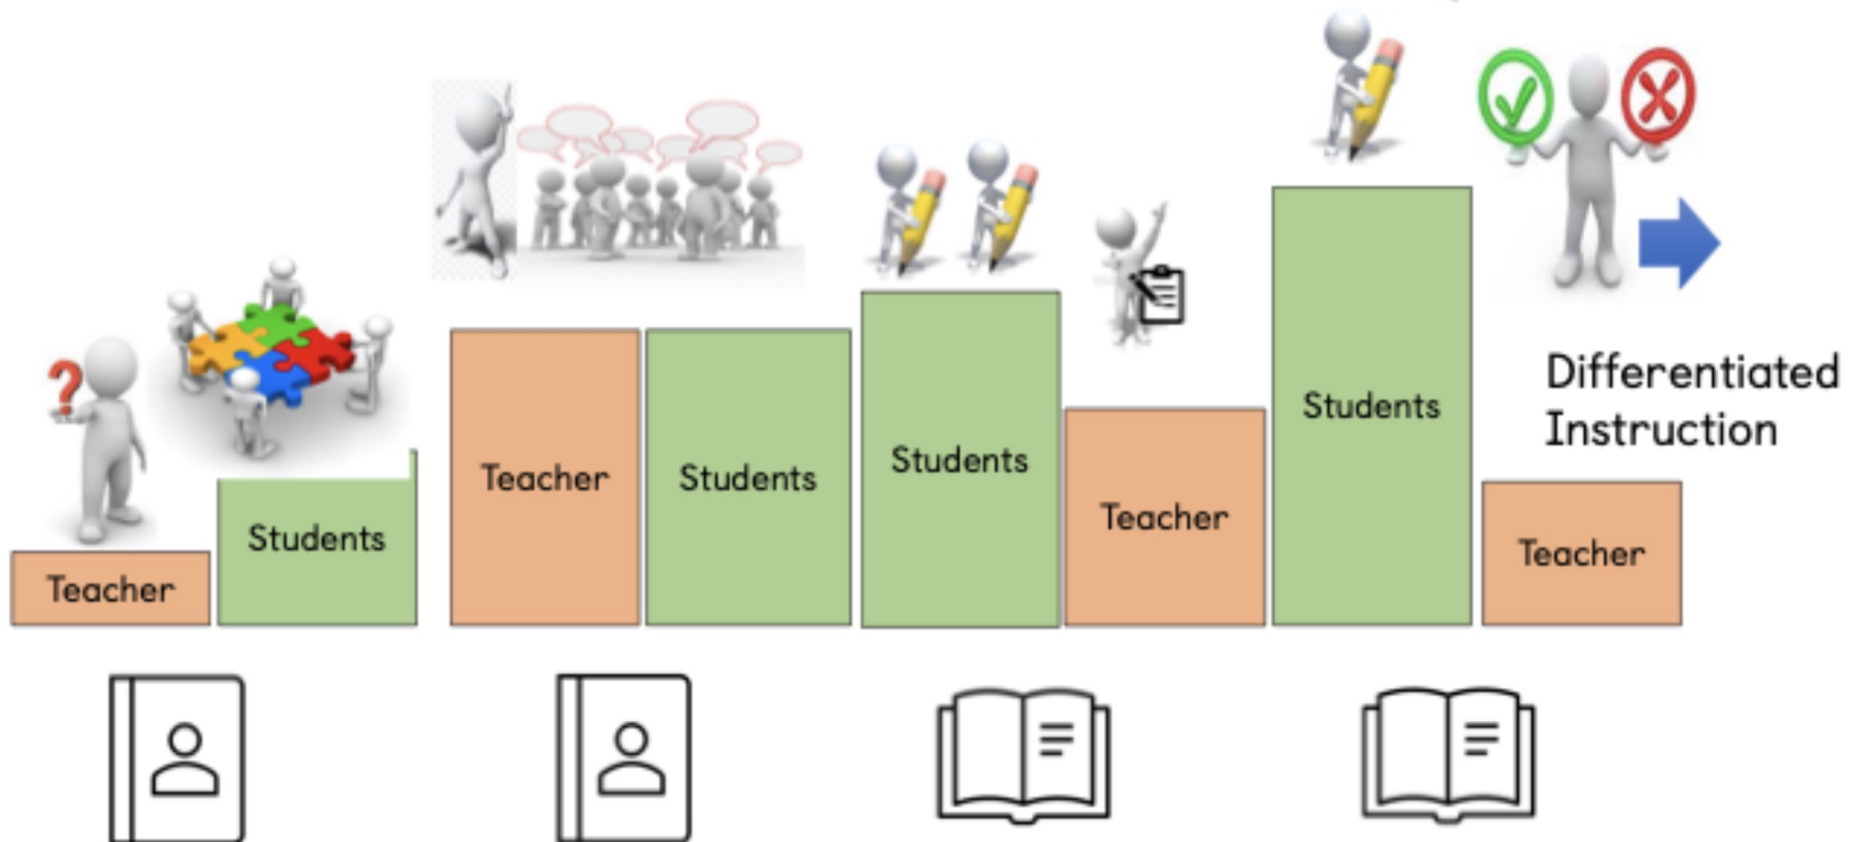 Teacher
Students
Teacher
Students
Students
Teacher
Students
Differentiated
Instruction
Teacher